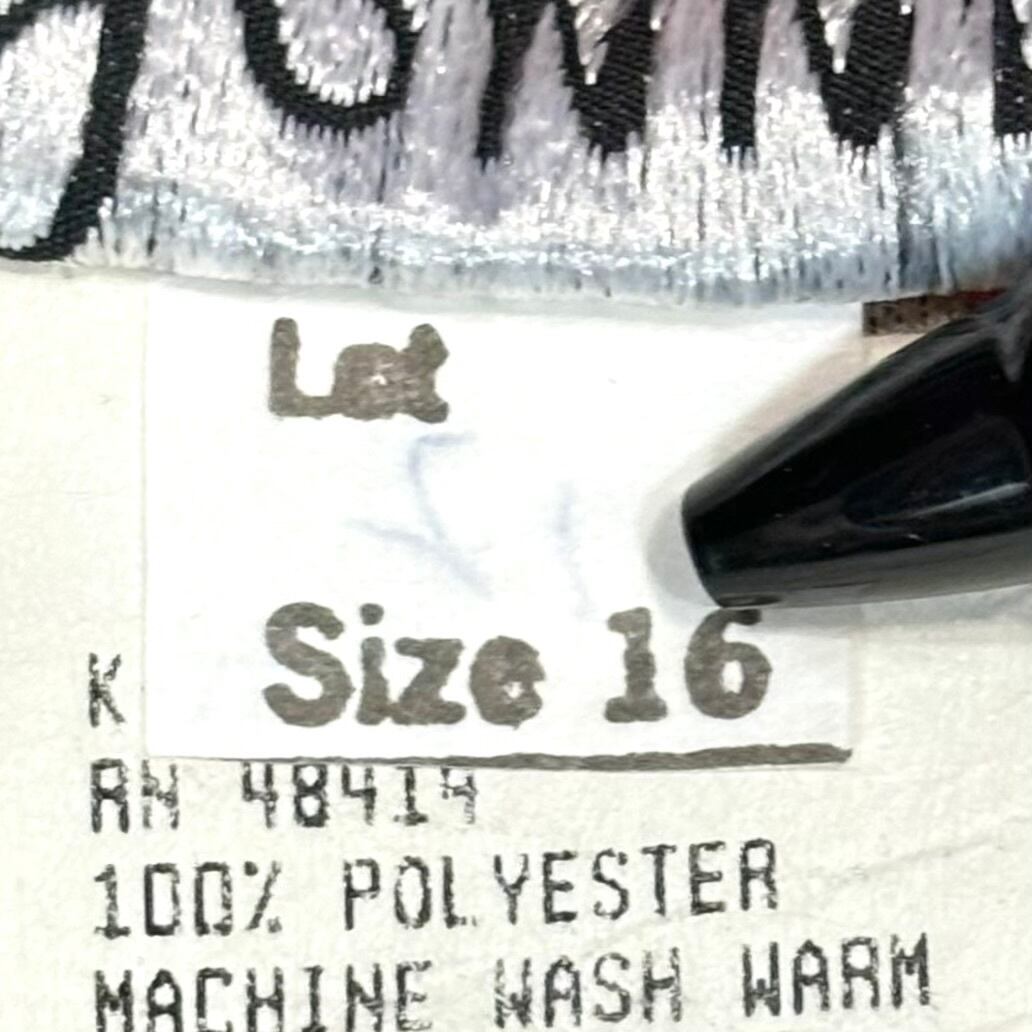 Lot
Size 16
K
RN 48414
100% POLYESTER
MACHINE WASH WARM